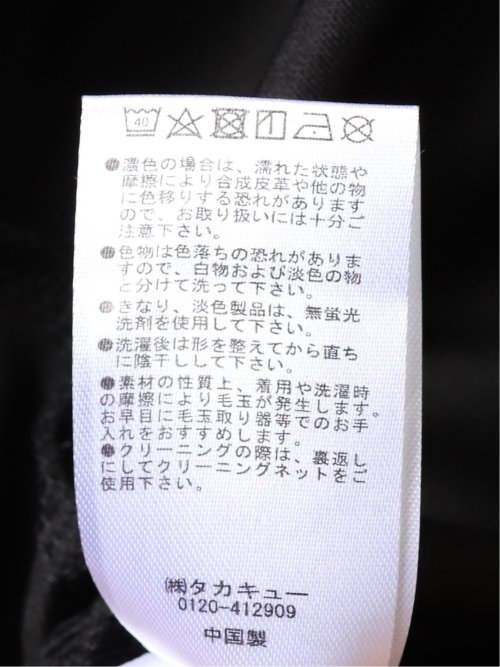 40
●濃色の場合は、濡れた状態や
摩擦により合成皮革や他の物
に色移りする恐れがあります
ので、お取り扱いには十分ご
注意下さい。
●色物は色落ちの恐れがありま
すので、白物および淡色の物
と分けて洗って下さい。
●きなり、淡色製品は、無蛍光
洗剤を使用して下さい。
●洗濯後は形を整えてから直ち
に陰干しして下さい。
●素材の性質上、着用や洗濯時
の摩擦により毛玉が発生します。
お早目に毛玉取り器等でのお手
入れをおすすめします。
●クリーニングの際は、裏返し
にしてクリーニングネットをご
使用下さい。
㈱タカキュー
0120-412909
中国製